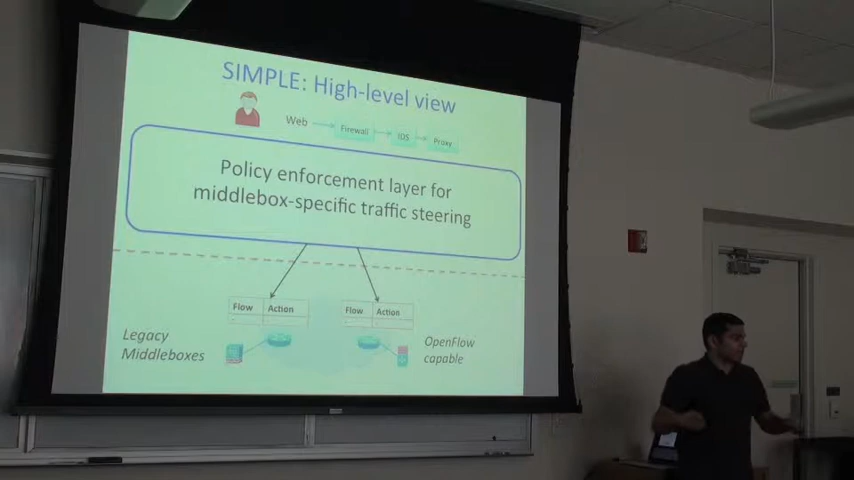 SIMPLE: High-level view
Web
Firewall
IDS
Proxy
Policy enforcement layer for
middlebox-specific traffic steering
Flow Action
Flow Action
Legacy
Middleboxes
OpenFlow
capable